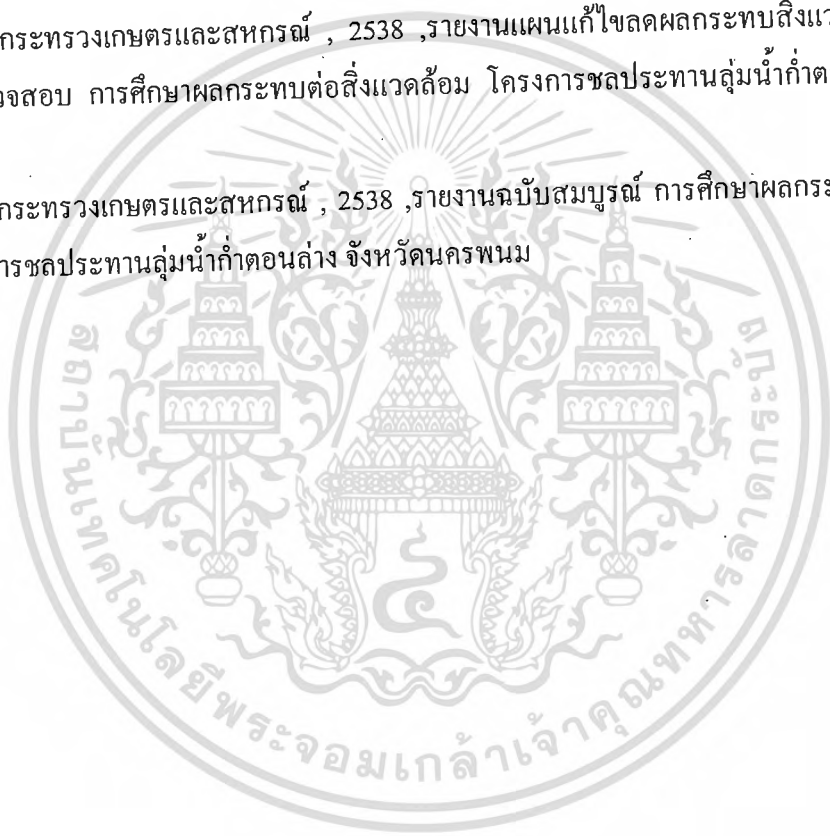 กระทรวงเกษตรและสหกรณ์ , 2538 ,รายงานแผนแก้ไขลดผลกระทบสิ่งแว
วจสอบ การศึกษาผลกระทบต่อสิ่งแวดล้อม โครงการชลประทานลุ่มน้ำก่ำต
กระทรวงเกษตรและสหกรณ์ , 2538 ,รายงานฉบับสมบูรณ์ การศึกษาผลกระ
ารชลประทานลุ่มน้ำก่ำตอนล่าง จังหวัดนครพนม
สถาบันเทคโนโลยีพระจอมเกล้าเจ้าคุณทหารลาดกระบัง